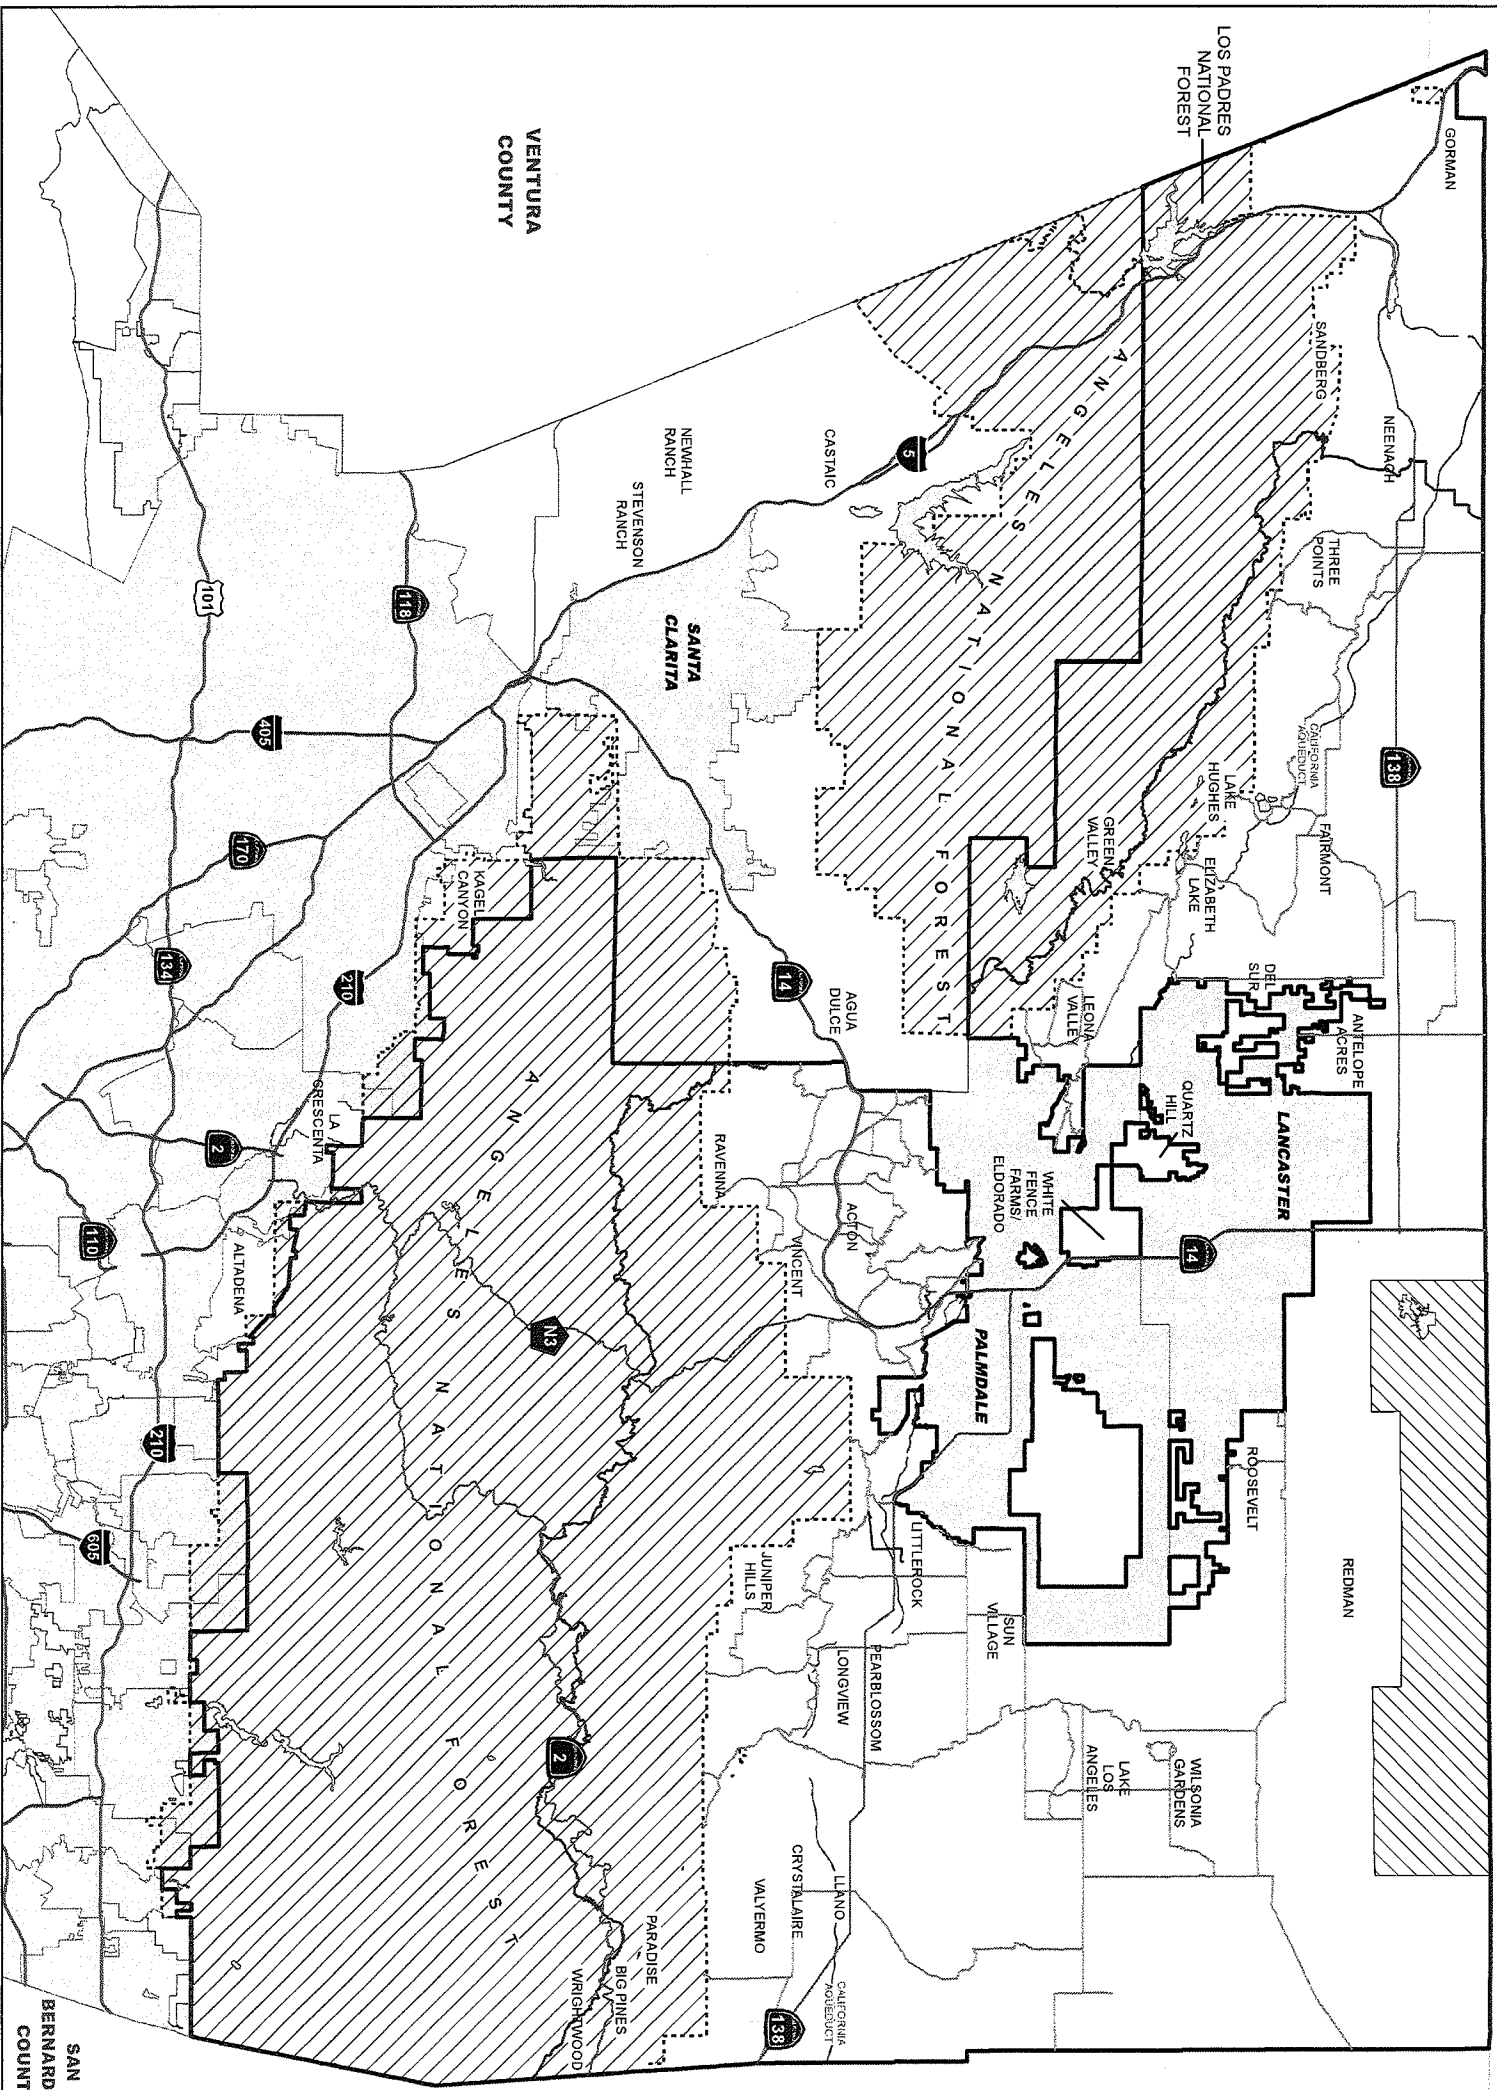 LOS PADRES
NATIONAL
FOREST
GORMAN
VENTURA
COUNTY
SANDBERG
NEENACH
ANGELES NATIONAL FOREST
5
CASTAIC
NEWHALL
RANCH
STEVENSON
RANCH
THREE
POINTS
138
CALIFORNIA
AQUEDUCT
LAKE
HUGHES
FAIRMONT
GREEN
VALLEY
ELIZABETH
LAKE
SANTA
CLARITA
118
101
405
170
KAGEL
CANYON
134
210
14
AGUA
DULCE
LEONA
VALLEY
DEL
SUR
ANTELOPE
ACRES
QUARTZ
HILL
LANCASTER
WHITE
FENCE
FARMS/
ELDORADO
14
RAVENNA
ACTON
VINCENT
PALMDALE
LA
CRESCENTA
2
110
ALTADENA
ANGELES NATIONAL FOREST
N3
210
605
ROOSEVELT
REDMAN
LITTLEROCK
JUNIPER
HILLS
SUN
VILLAGE
PEARBLOSSOM
LONGVIEW
2
WILSONIA
GARDENS
LAKE
LOS
ANGELES
LLANO
CRYSTALAIRE
VALYERMO
CALIFORNIA
AQUEDUCT
138
PARADISE
BIG PINES
WRIGHTWOOD
SAN
BERNARD
COUNT